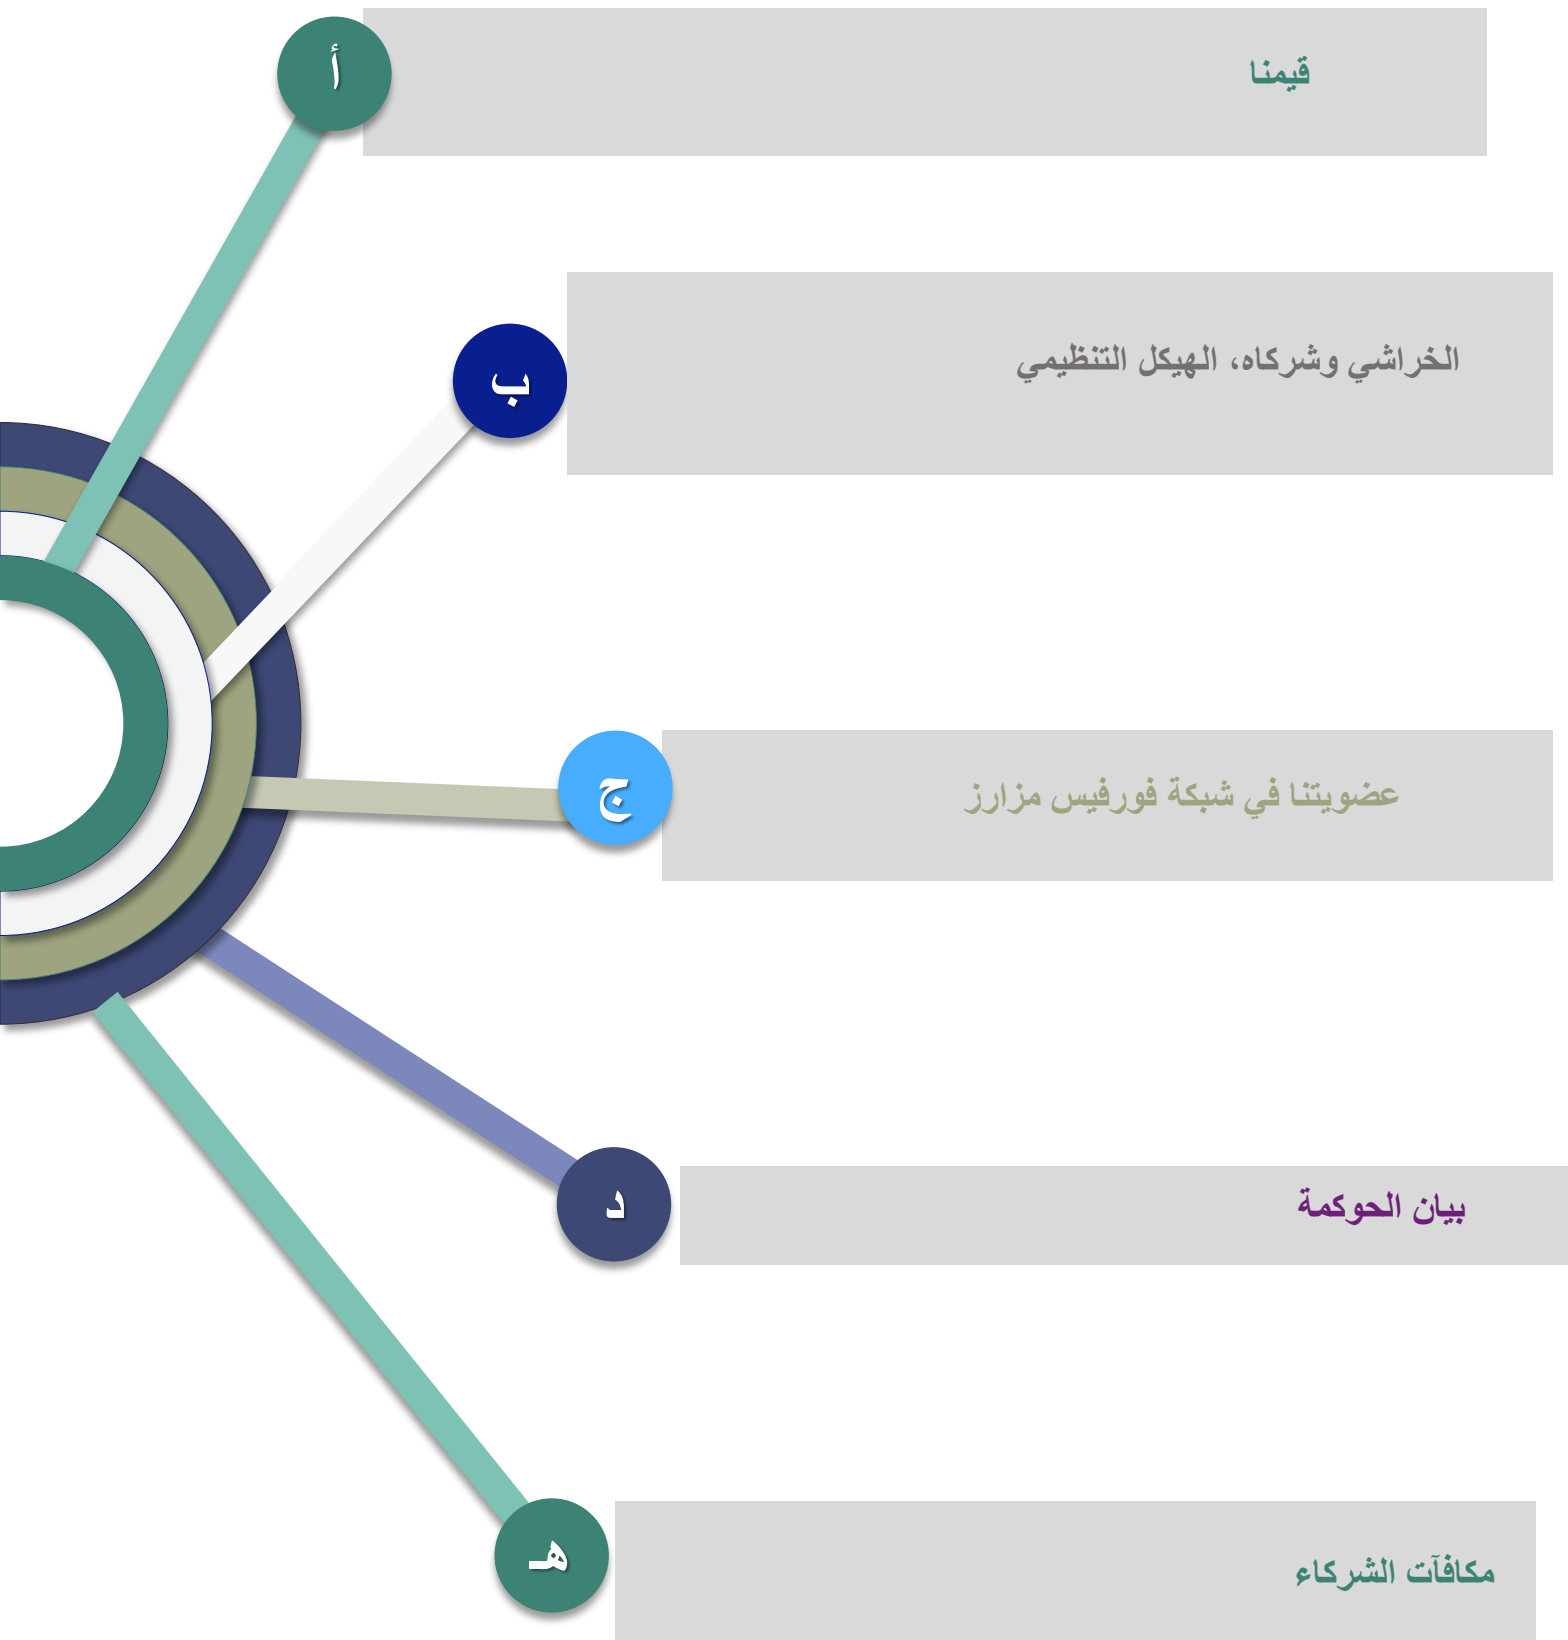 أ
قيمنا
ب
الخراشي وشركاه، الهيكل التنظيمي
ج
عضويتنا في شبكة فورفيس مزارز
د
بيان الحوكمة
هـ
مكافآت الشركاء